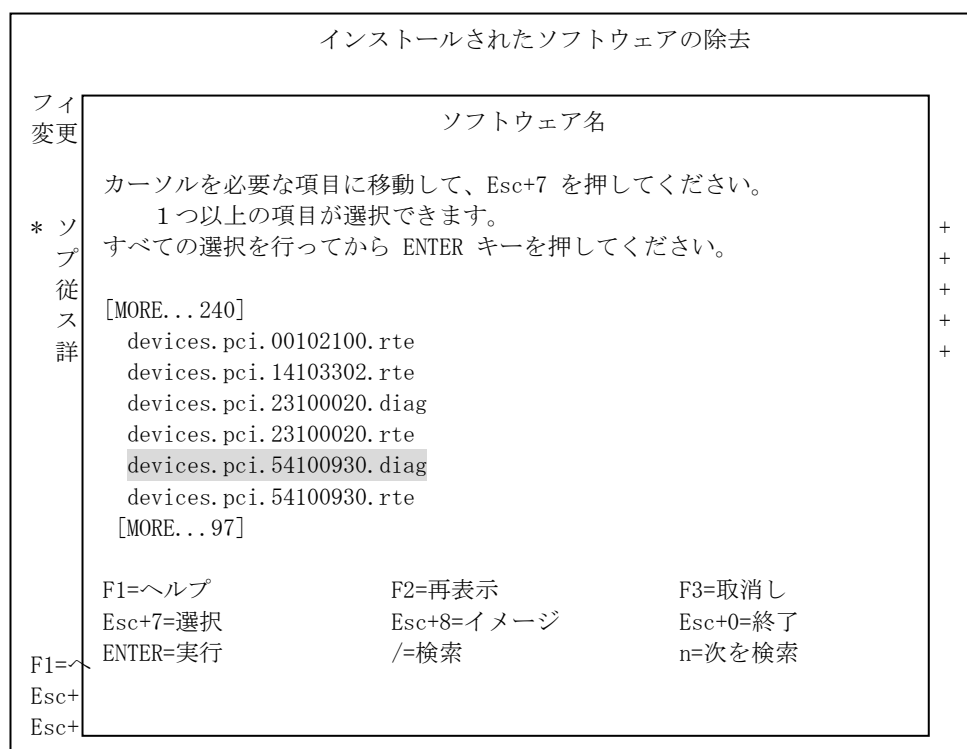 インストールされたソフトウェアの除去
フィ
変更
ソフトウェア名
カーソルを必要な項目に移動して、Esc+7 を押してください。
１つ以上の項目が選択できます。
* ソ
すべての選択を行ってから ENTER キーを押してください。
プ
従
ス
詳
+
+
+
+
+
[MORE...240]
devices.pci.00102100.rte
devices.pci.14103302.rte
devices.pci.23100020.diag
devices.pci.23100020.rte
devices.pci.54100930.diag
devices.pci.54100930.rte
[MORE...97]
F1=ヘルプ F2=再表示 F3=取消し
Esc+7=選択 Esc+8=イメージ Esc+0=終了
ENTER=実行 /=検索 n=次を検索
F1=ヘ
Esc+
Esc+